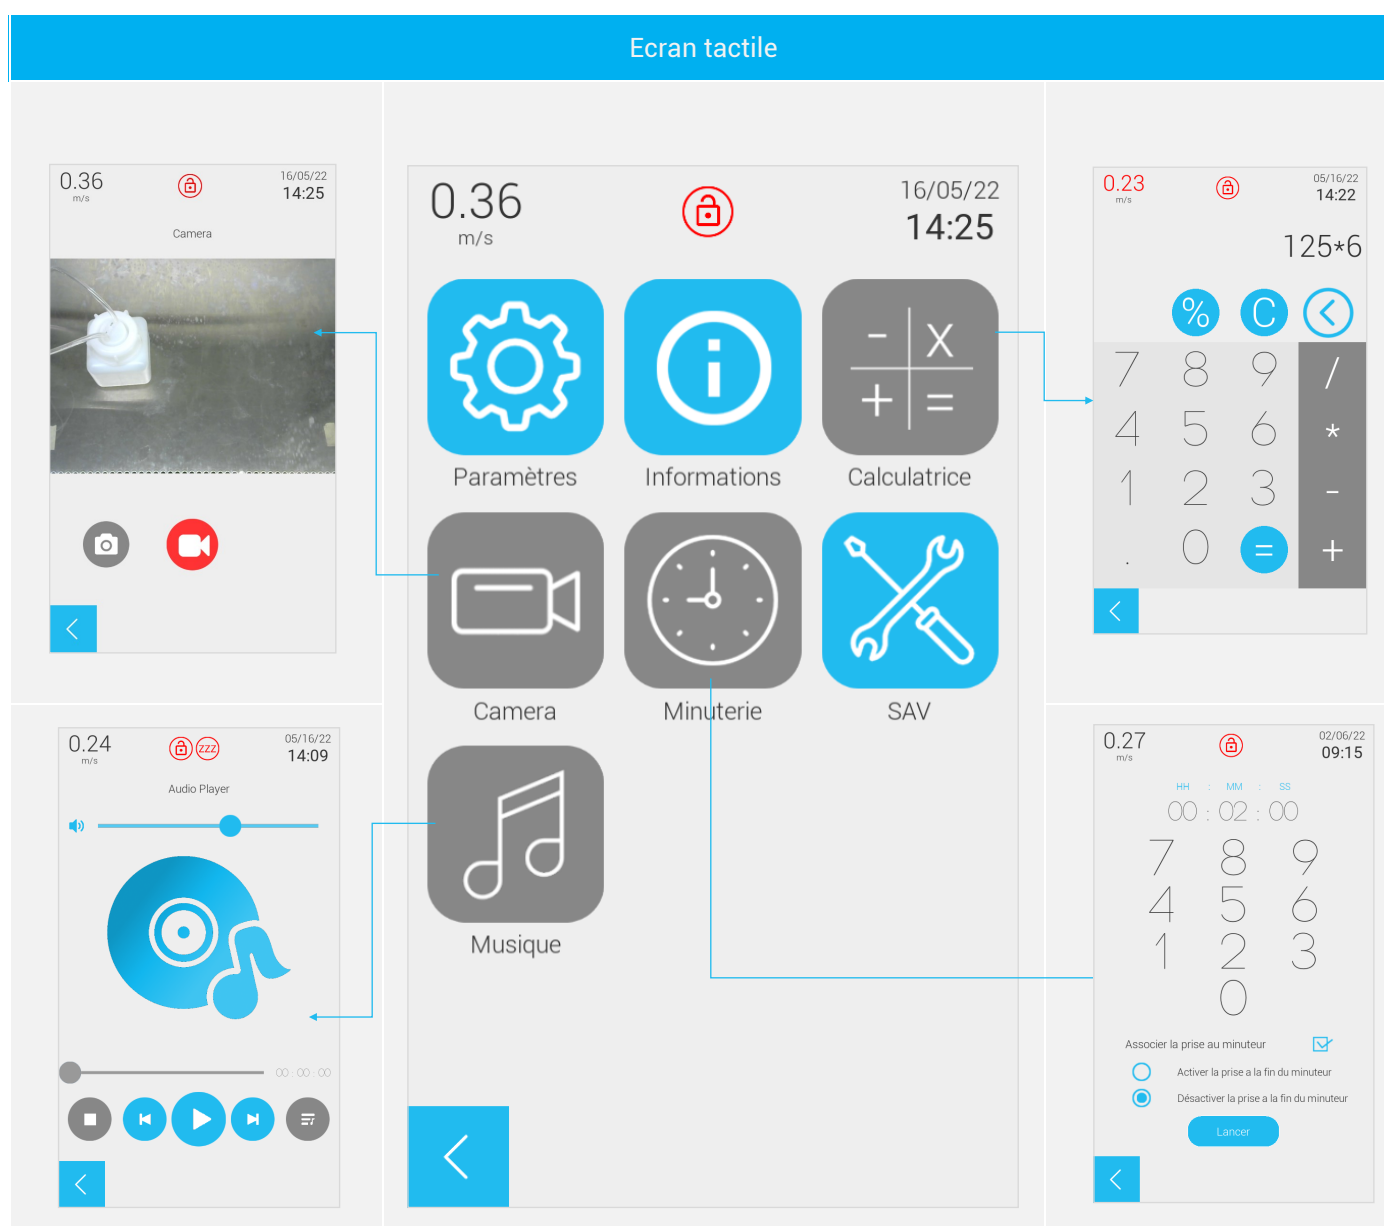 Ecran tactile
0.36
m/s
16/05/22
14:25
Camera
0.24
m/s
zzz
05/16/22
14:09
Audio Player
00 : 00 : 00
0.36
m/s
16/05/22
14:25
- x
+ =
Paramètres Informations Calculatrice
Camera Minuterie SAV
Musique
0.23
m/s
05/16/22
14:22
125*6
% C
7 8 9 /
4 5 6 *
1 2 3 -
. 0 = +
0.27
m/s
02/06/22
09:15
HH : MM : SS
00 : 02 : 00
7 8 9
4 5 6
1 2 3
0
Associer la prise au minuteur
Activer la prise a la fin du minuteur
Désactiver la prise a la fin du minuteur
Lancer